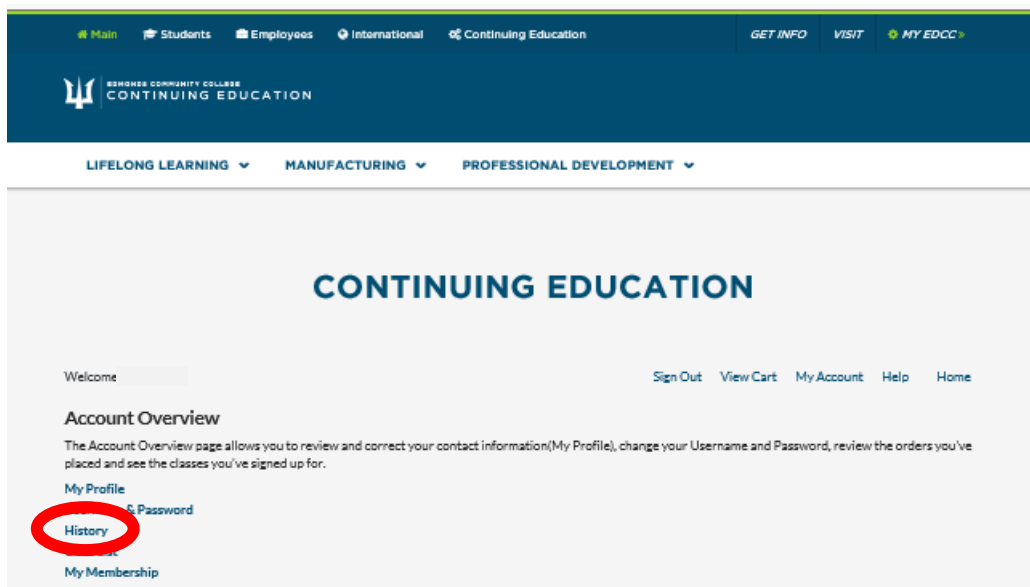 Main Students Employees International Continuing Education GET INFO VISIT MY EDCC »
EDMONDS COMMUNITY COLLEGE
CONTINUING EDUCATION
LIFELONG LEARNING MANUFACTURING PROFESSIONAL DEVELOPMENT
CONTINUING EDUCATION
Welcome Sign Out View Cart My Account Help Home
Account Overview
The Account Overview page allows you to review and correct your contact information(My Profile), change your Username and Password, review the orders you've
placed and see the classes you've signed up for.
My Profile
& Password
History
My Membership